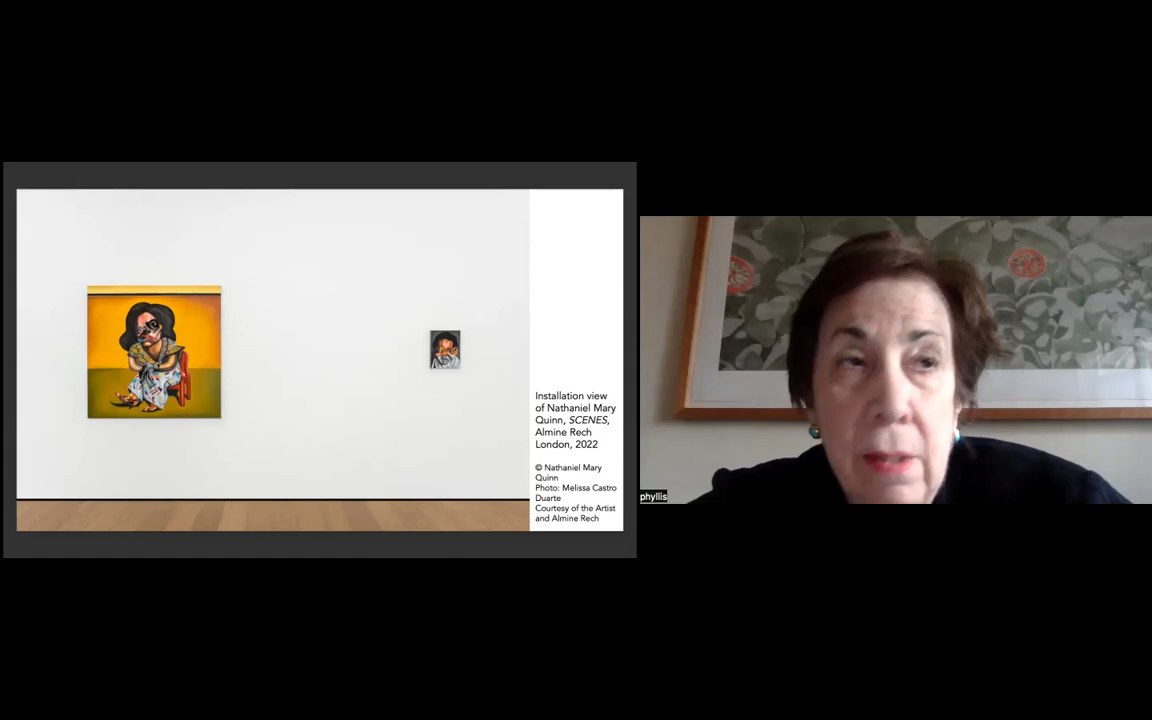 Installation view
of Nathaniel Mary
Quinn, SCENES,
Almine Rech
London, 2022
© Nathaniel Mary
Quinn
Photo: Melissa Castro
Duarte
Courtesy of the Artist
and Almine Rech
phyllis